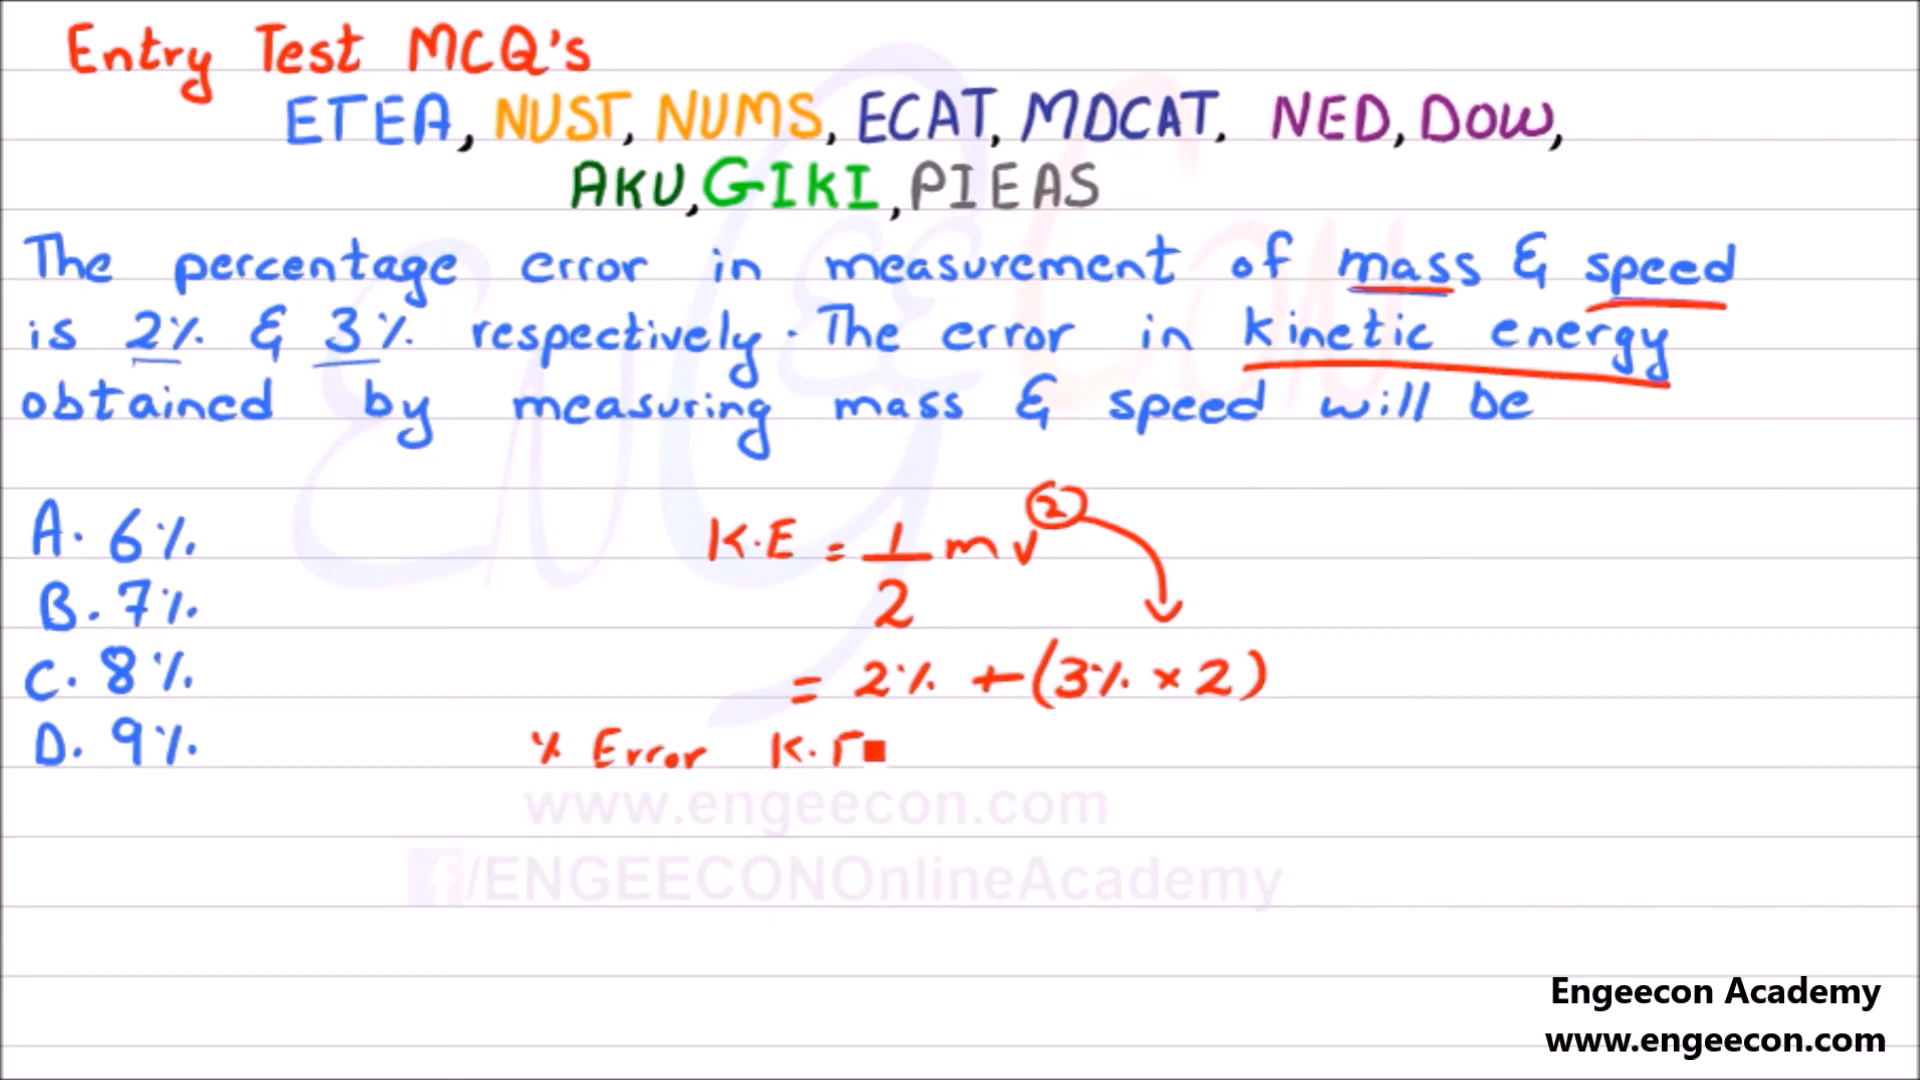 Entry Test MCQ's
ETEA, NUST, NUMS, ECAT, MDCAT, NED, DOW,
AKU, GIKI, PIEAS
The percentage error in measurement of mass & speed
is 2% & 3% respectively. The error in kinetic energy
obtained by measuring mass & speed will be
A. 6%
B. 7%
C. 8%
D. 9%
K.E = 1/2 m v²
= 2% + (3% × 2)
% Error K.
www.engeecon.com
f/ENGEECONOnlineAcademy
ENGeeCon
Engeecon Academy
www.engeecon.com